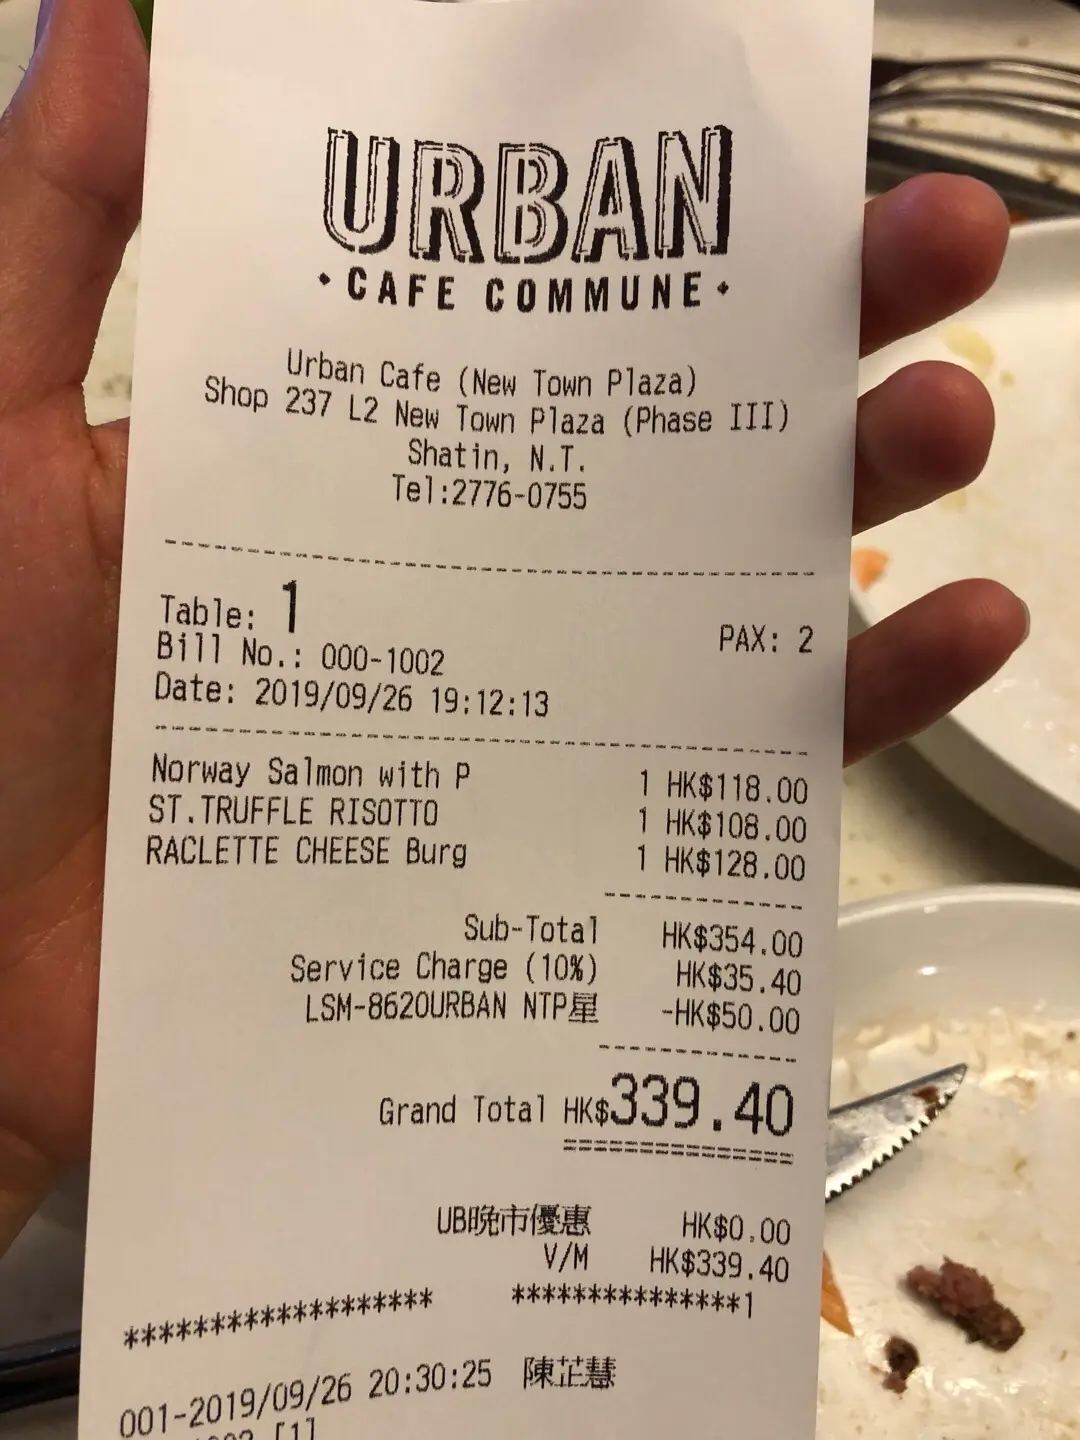 URBAN
· CAFE COMMUNE ·
Urban Cafe (New Town Plaza)
Shop 237 L2 New Town Plaza (Phase III)
Shatin, N.T.
Tel:2776-0755
Table: 1 PAX: 2
Bill No.: 000-1002
Date: 2019/09/26 19:12:13
Norway Salmon with P 1 HK$118.00
ST.TRUFFLE RISOTTO 1 HK$108.00
RACLETTE CHEESE Burg 1 HK$128.00
Sub-Total HK$354.00
Service Charge (10%) HK$35.40
LSM-8620URBAN NTP星 -HK$50.00
Grand Total HK$339.40
UB晚市優惠 HK$0.00
V/M HK$339.40
****************** ***************1
001-2019/09/26 20:30:25 陳芷慧
[1]